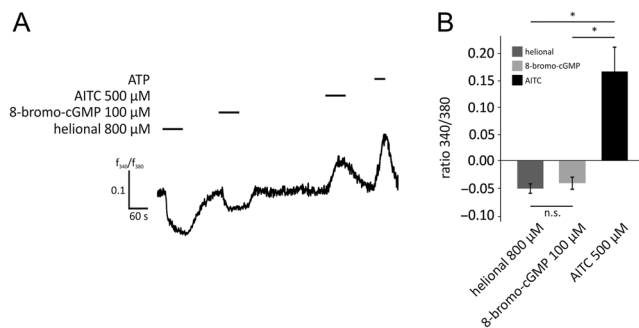 A
ATP
AITC 500 µM
8-bromo-cGMP 100 µM
helional 800 µM
f340/f380
0.1
60 s
B
*
*
helional
8-bromo-cGMP
AITC
ratio 340/380
0.20
0.15
0.10
0.05
0.00
−0.05
−0.10
n.s.
helional 800 µM
8-bromo-cGMP 100 µM
AITC 500 µM